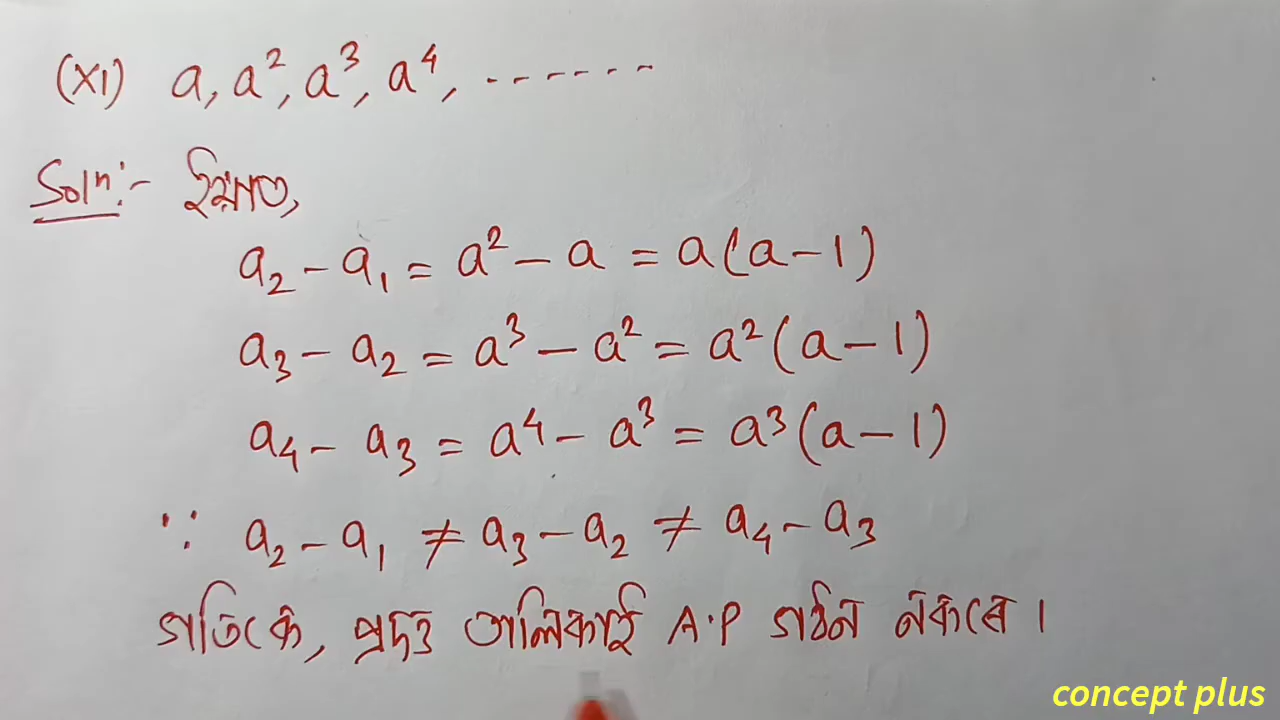 (XI) a, a², a³, a⁴, -------
Solⁿ:- ইয়াত,
a₂ - a₁ = a² - a = a(a-1)
a₃ - a₂ = a³ - a² = a²(a-1)
a₄ - a₃ = a⁴ - a³ = a³(a-1)
∵ a₂ - a₁ ≠ a₃ - a₂ ≠ a₄ - a₃
গতিকে, প্ৰদত্ত তালিকাই A.P গঠন নকৰে।
concept plus